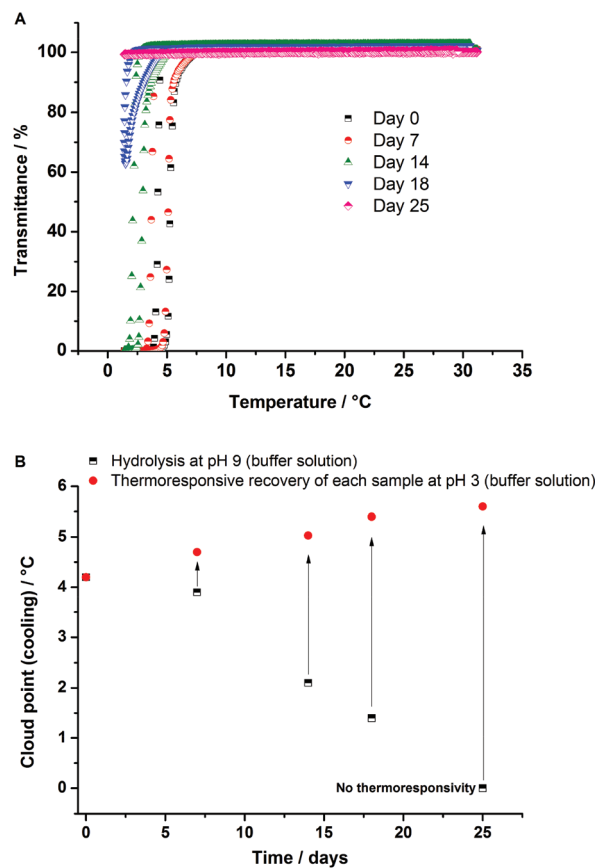 A
100
80
60
40
20
0
Transmittance / %
Day 0
Day 7
Day 14
Day 18
Day 25
0 5 10 15 20 25 30 35
Temperature / °C
B
Hydrolysis at pH 9 (buffer solution)
Thermoresponsive recovery of each sample at pH 3 (buffer solution)
6
5
4
3
2
1
0
Cloud point (cooling) / °C
No thermoresponsivity
0 5 10 15 20 25
Time / days